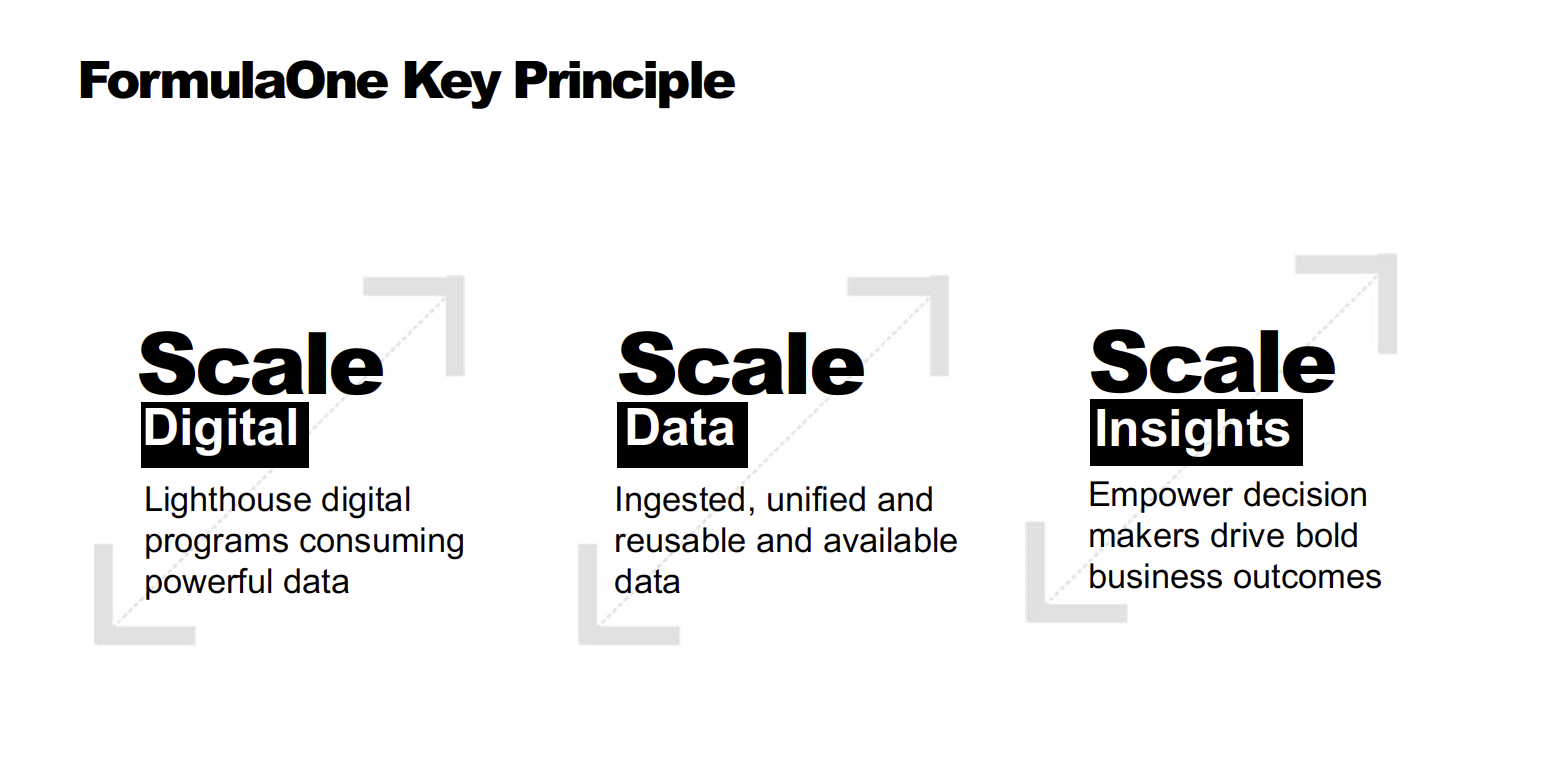 FormulaOne Key Principle
Scale
Digital
Lighthouse digital
programs consuming
powerful data
Scale
Data
Ingested, unified and
reusable and available
data
Scale
Insights
Empower decision
makers drive bold
business outcomes